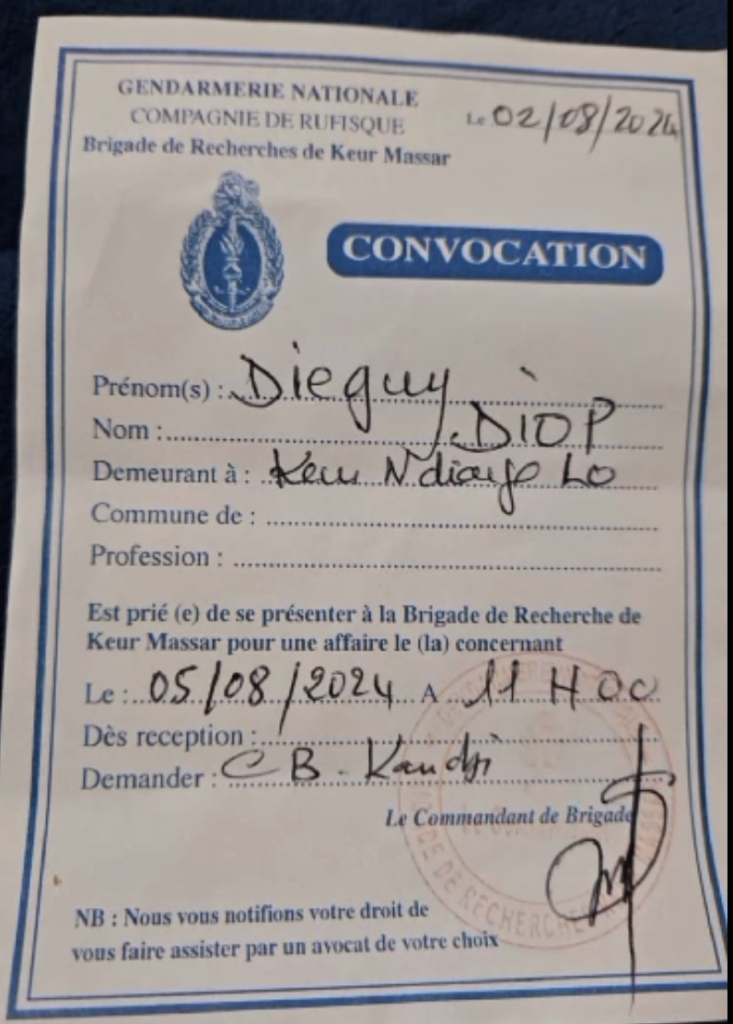 GENDARMERIE NATIONALE
COMPAGNIE DE RUFISQUE
Brigade de Recherches de Keur Massar
Le 02/08/2024
CONVOCATION
Prénom(s) : Dieguy
Nom : DIOP
Demeurant à : Keur Ndiaye LO
Commune de :
Profession :
Est prié (e) de se présenter à la Brigade de Recherche de
Keur Massar pour une affaire le (la) concernant
Le : 05/08/2024 A 11 H 00
Dès reception :
Demander : CB. Kandji
Le Commandant de Brigade
NB : Nous vous notifions votre droit de
vous faire assister par un avocat de votre choix